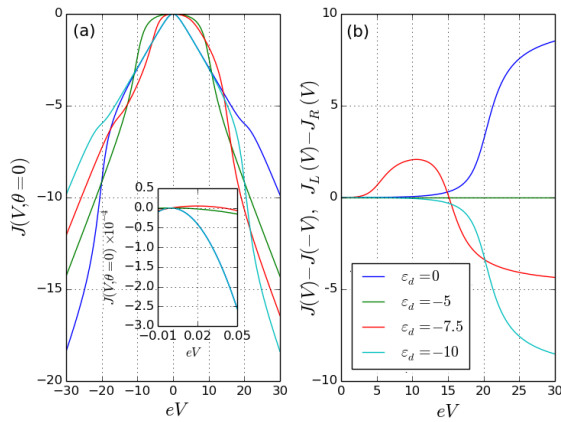 (a)
J(V,θ=0)
0
−5
−10
−15
−20
−30 −20 −10 0 10 20 30
eV
J(V,θ=0) ×10⁻⁴
0.5
0.0
−0.5
−1.0
−1.5
−2.0
−2.5
−3.0
−0.01 0.02 0.05
eV
(b)
J(V)−J(−V), J_L(V)−J_R(V)
10
5
0
−5
−10
0 5 10 15 20 25 30
eV
ε_d=0
ε_d=−5
ε_d=−7.5
ε_d=−10